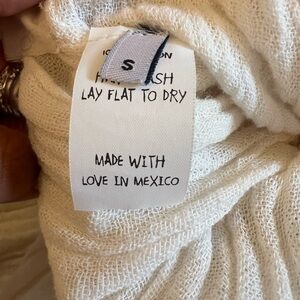 S
LAY FLAT TO DRY
MADE WITH
LOVE IN MEXICO